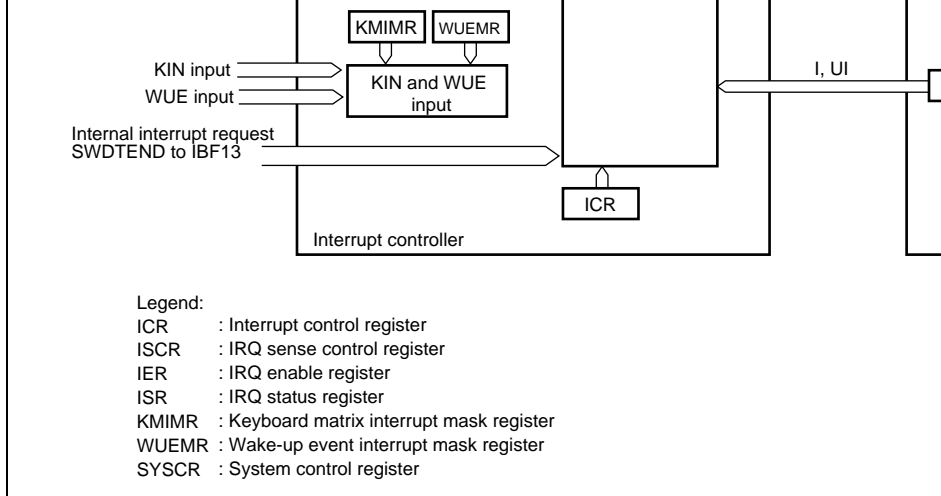 KMIMR WUEMR
KIN input
WUE input
KIN and WUE
input
I, UI
Internal interrupt request
SWDTEND to IBF13
ICR
Interrupt controller
Legend:
ICR : Interrupt control register
ISCR : IRQ sense control register
IER : IRQ enable register
ISR : IRQ status register
KMIMR : Keyboard matrix interrupt mask register
WUEMR : Wake-up event interrupt mask register
SYSCR : System control register